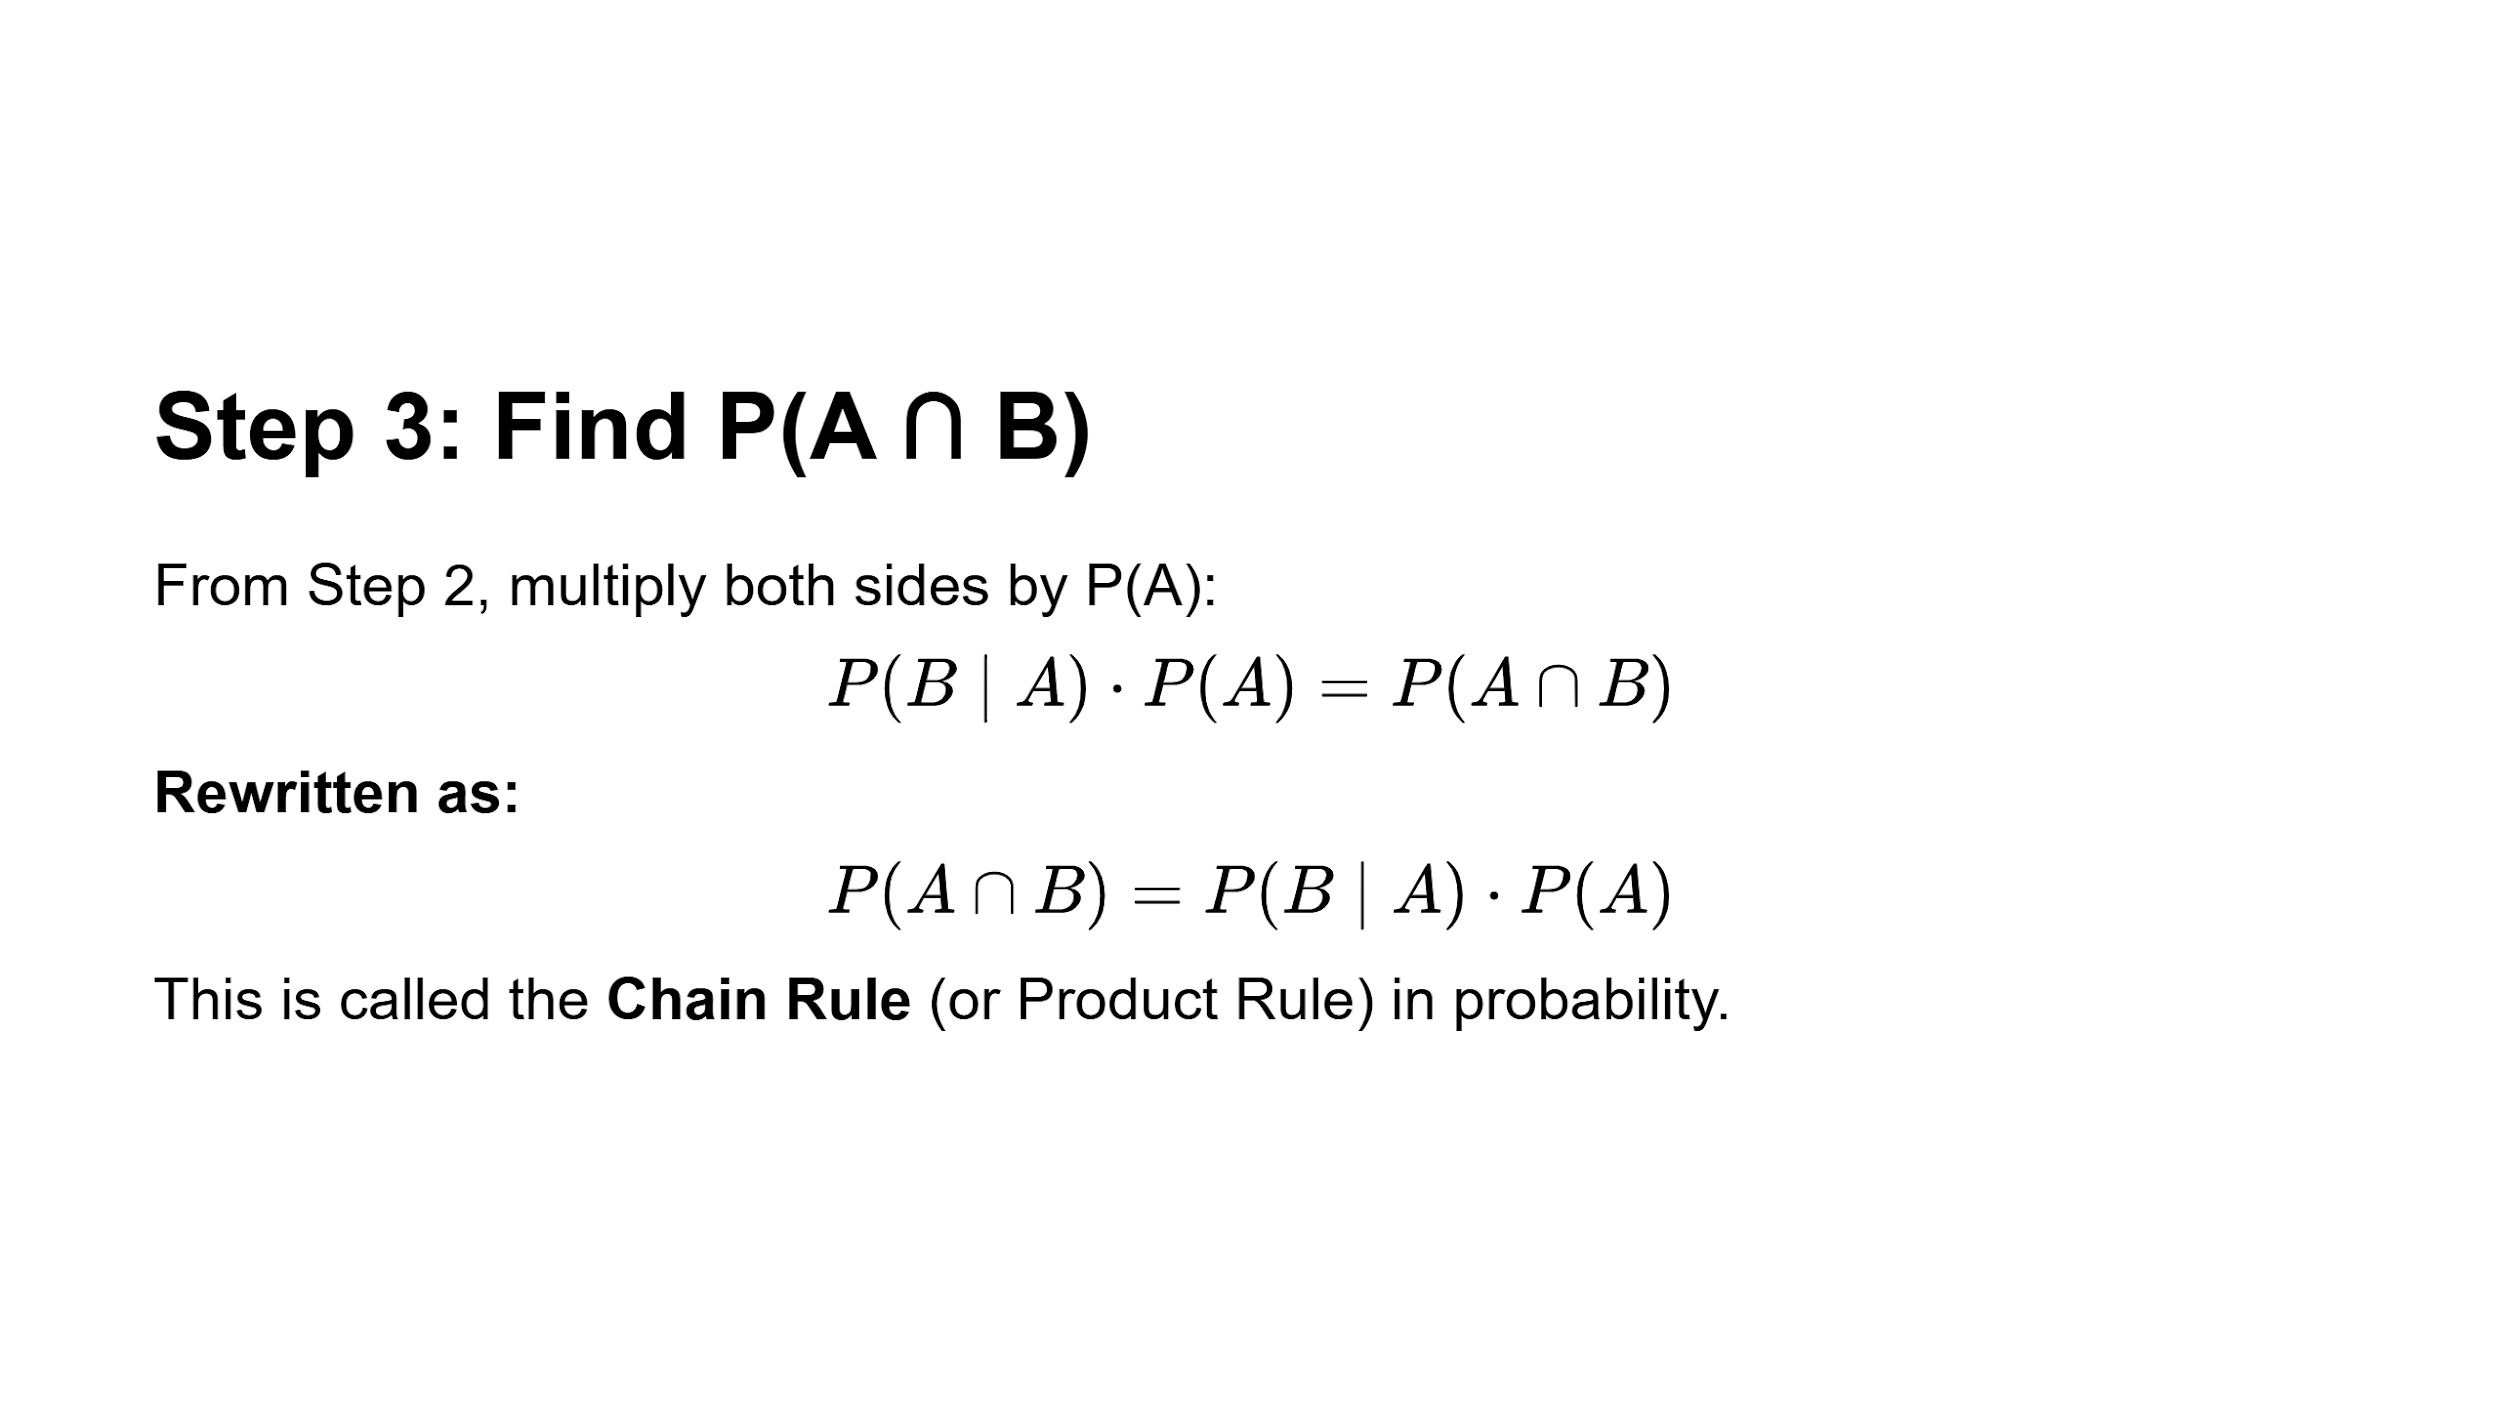 Step 3: Find P(A ∩ B)
From Step 2, multiply both sides by P(A):
P(B | A) · P(A) = P(A ∩ B)
Rewritten as:
P(A ∩ B) = P(B | A) · P(A)
This is called the Chain Rule (or Product Rule) in probability.